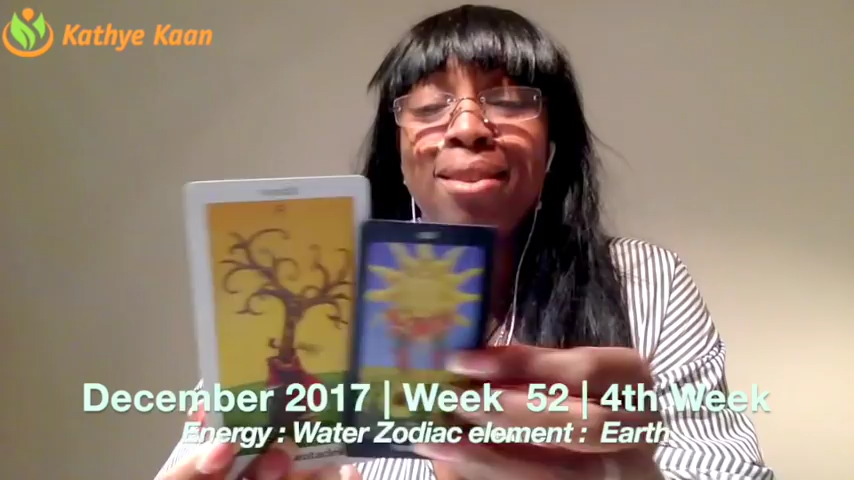 Kathye Kaan
December 2017 | Week 52 | 4th Week
Energy : Water Zodiac element : Earth